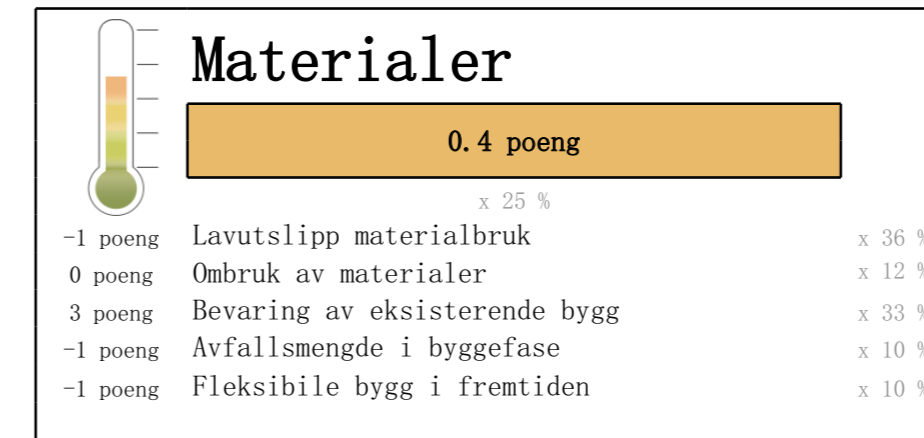 Materialer
0.4 poeng
x 25 %
-1 poeng Lavutslipp materialbruk x 36 %
0 poeng Ombruk av materialer x 12 %
3 poeng Bevaring av eksisterende bygg x 33 %
-1 poeng Avfallsmengde i byggefase x 10 %
-1 poeng Fleksibile bygg i fremtiden x 10 %